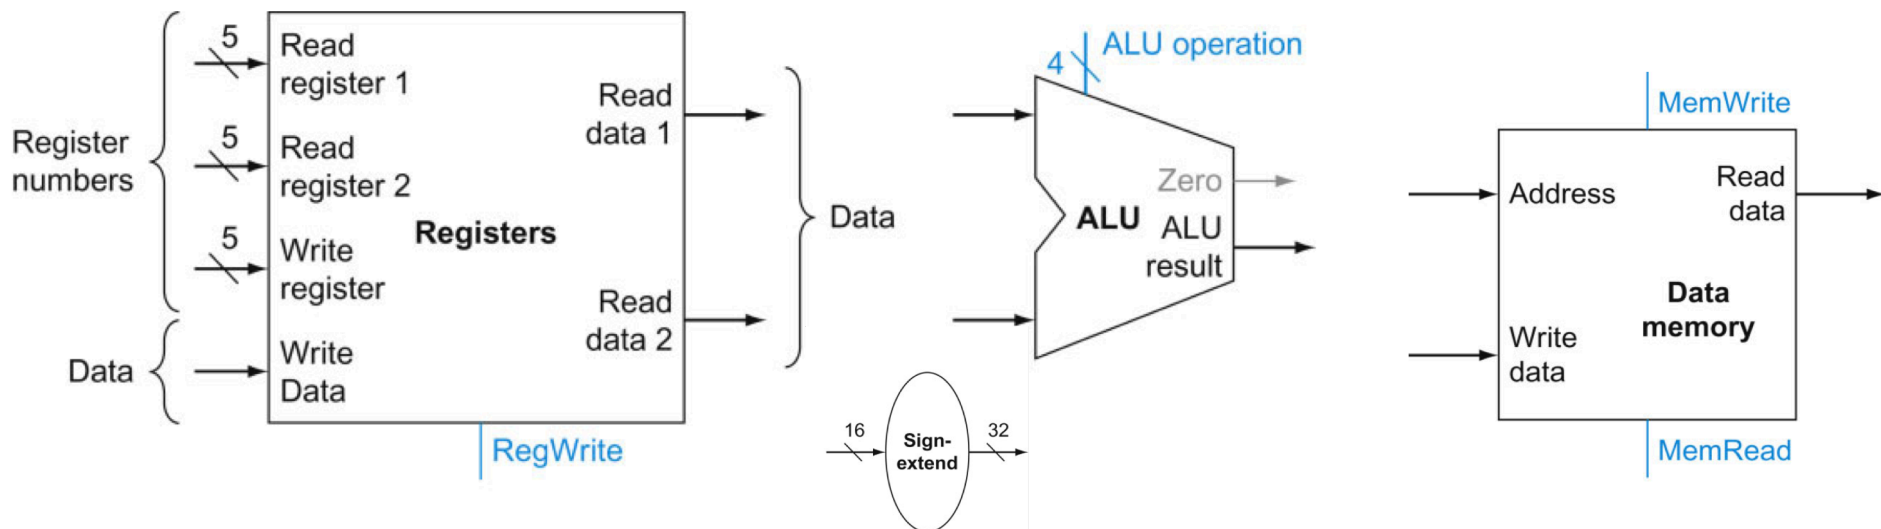 Register
numbers
Data
5
Read
register 1
5
Read
register 2
5
Write
register
Write
Data
Registers
Read
data 1
Read
data 2
RegWrite
Data
16
Sign-
extend
32
4
ALU operation
Zero
ALU
ALU
result
MemWrite
Address
Read
data
Data
memory
Write
data
MemRead